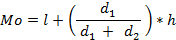 Mo = l + ( d₁ / (d₁ + d₂) ) * h